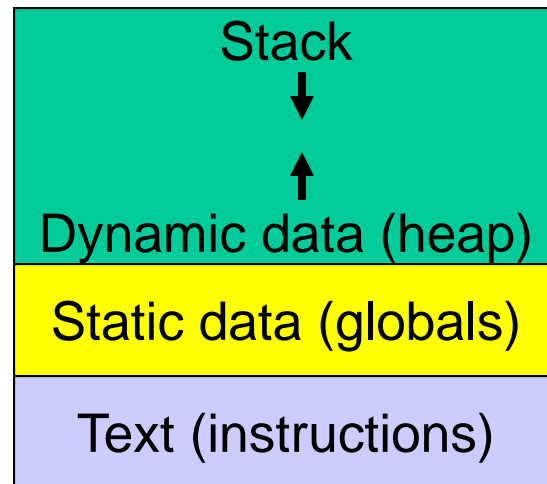 Stack
Dynamic data (heap)
Static data (globals)
Text (instructions)